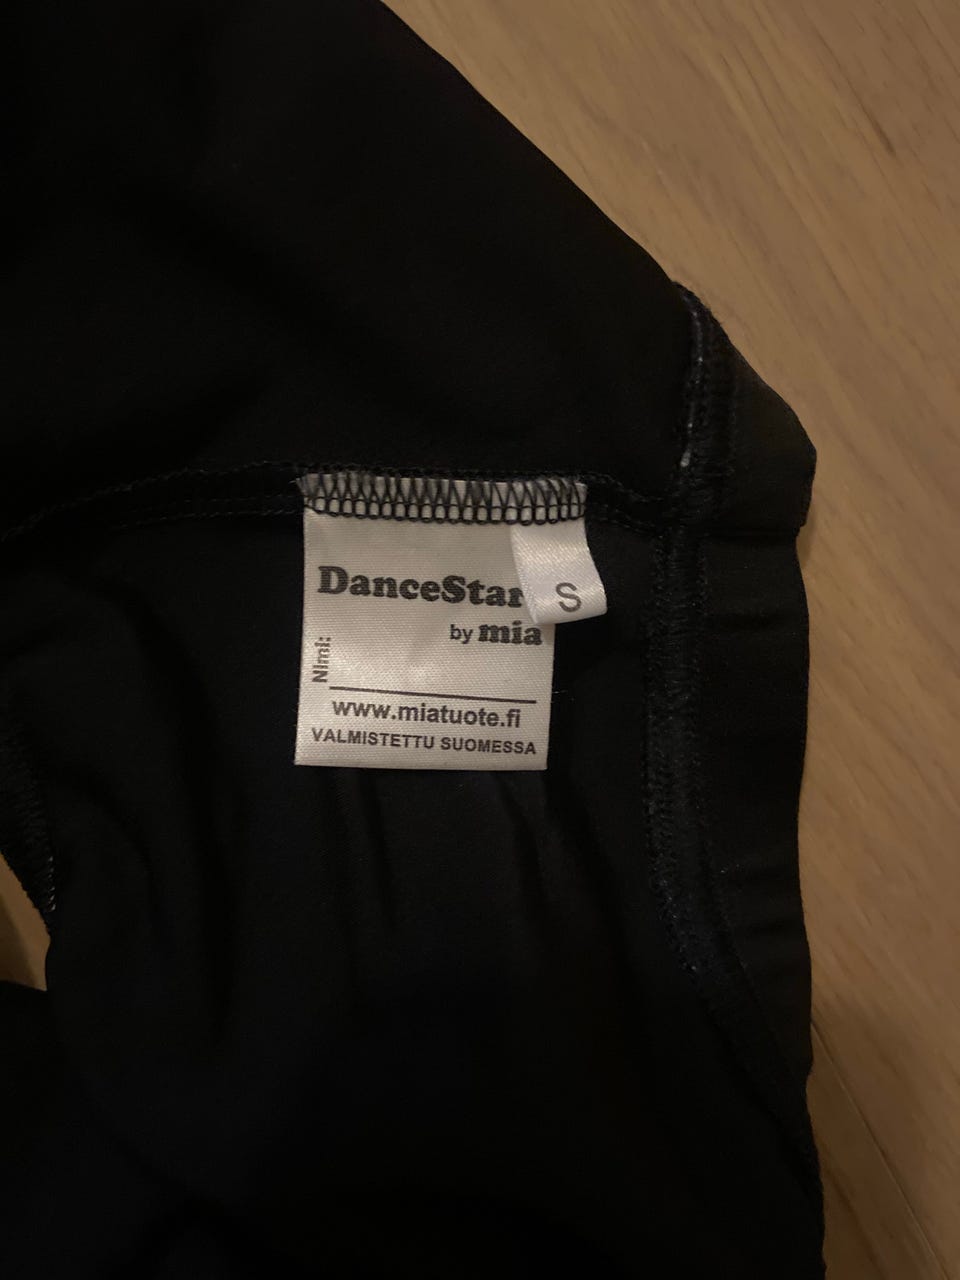 DanceStar
S
by mia
Nimi:
www.miatuote.fi
VALMISTETTU SUOMESSA